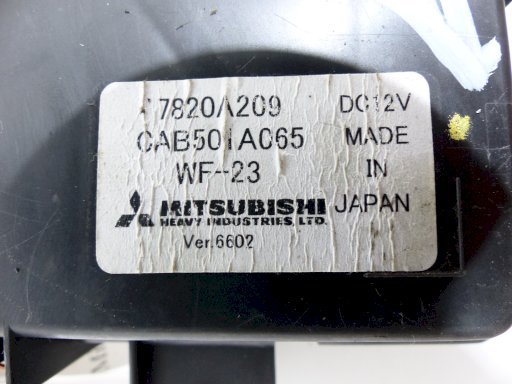 7820A209 DC12V
CAB501A065 MADE
WF-23 IN
MITSUBISHI JAPAN
HEAVY INDUSTRIES, LTD.
Ver.6602